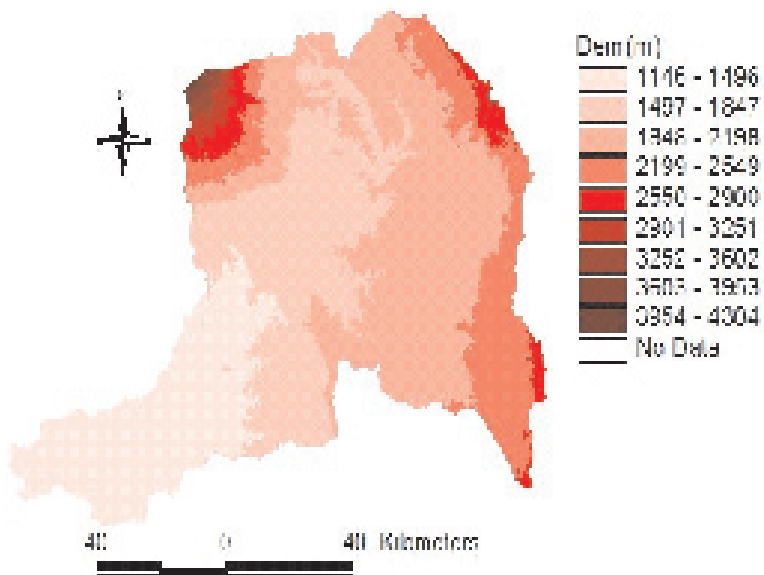 Dem(m)
1146 - 1496
1497 - 1847
1848 - 2198
2199 - 2549
2550 - 2900
2901 - 3251
3252 - 3602
3603 - 3953
3954 - 4304
No Data
40 0 40 Kilometers